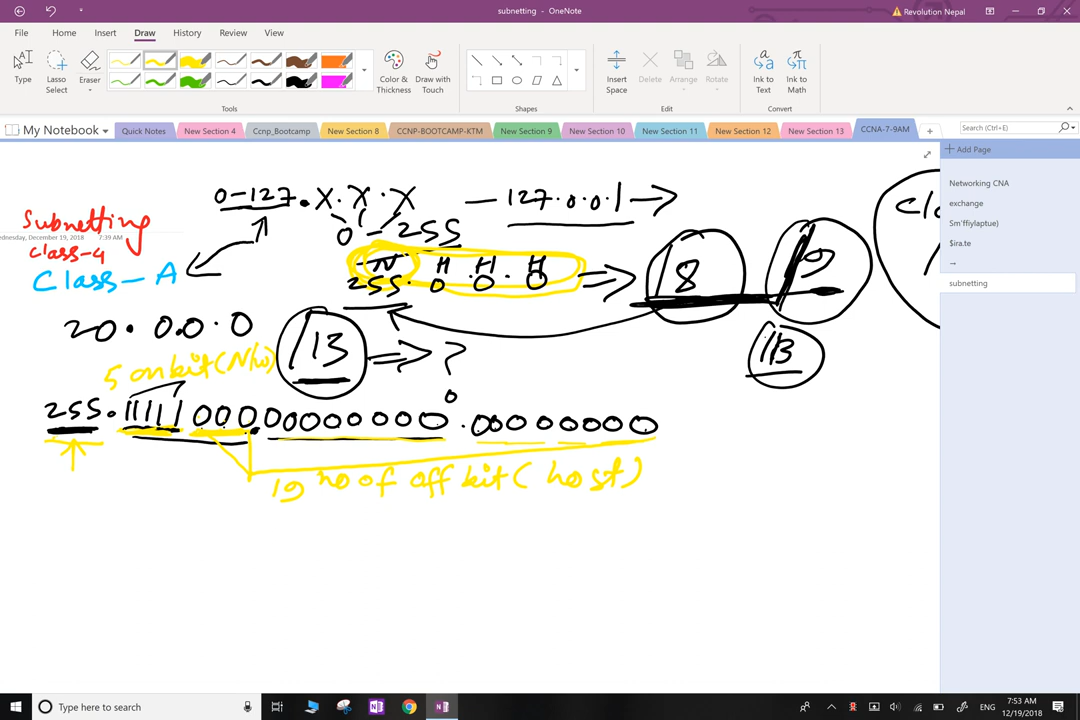 subnetting - OneNote
Revolution Nepal
File Home Insert Draw History Review View
Type
Lasso Select
Eraser
Color & Thickness
Draw with Touch
Insert Space
Delete
Arrange
Rotate
Ink to Text
Ink to Math
Tools
Shapes
Edit
Convert
My Notebook
Quick Notes
New Section 4
Ccnp_Bootcamp
New Section 8
CCNP-BOOTCAMP-KTM
New Section 9
New Section 10
New Section 11
New Section 12
New Section 13
CCNA-7-9AM
Search (Ctrl+E)
Add Page
Networking CNA
exchange
Sm'ffiylaptue)
$ira.te
→
subnetting
0-127.X.X.X — 127.0.0.1 →
0 - 255
Subnetting
Wednesday, December 19, 2018 7:39 AM
class-4
Class-A
N H H H
255.0.0.0 ⇒ /8
/13
20.0.0.0
/13 ⇒ ?
5 on bit (N/w)
255.11111000.00000000.00000000
19 no of off bit (host)
Type here to search
ENG
7:53 AM
12/19/2018